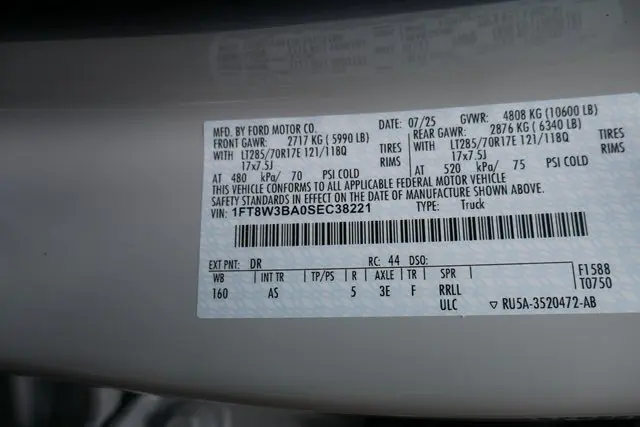 MFD. BY FORD MOTOR CO. DATE: 07/25 GVWR: 4808 KG (10600 LB)
FRONT GAWR: 2717 KG ( 5990 LB) REAR GAWR: 2876 KG ( 6340 LB)
WITH LT285/70R17E 121/118Q TIRES WITH LT285/70R17E 121/118Q TIRES
17x7.5J RIMS 17x7.5J RIMS
AT 480 kPa/ 70 PSI COLD AT 520 kPa/ 75 PSI COLD
THIS VEHICLE CONFORMS TO ALL APPLICABLE FEDERAL MOTOR VEHICLE
SAFETY STANDARDS IN EFFECT ON THE DATE OF MANUFACTURE SHOWN ABOVE.
VIN: 1FT8W3BA0SEC38221 TYPE: Truck
EXT PNT: DR RC: 44 DSO:
WB INT TR TP/PS R AXLE TR SPR F1588
160 AS 5 3E F RRLL T0750
ULC ▽ RU5A-3520472-AB